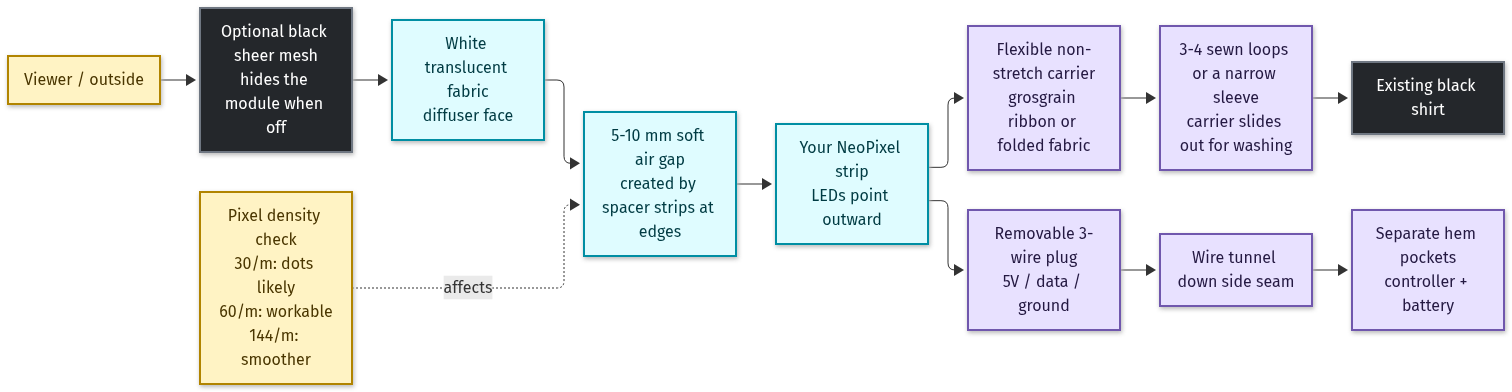 Viewer / outside
Optional black
sheer mesh
hides the
module when
off
White
translucent
fabric
diffuser face
Pixel density
check
30/m: dots
likely
60/m: workable
144/m:
smoother
affects
5-10 mm soft
air gap
created by
spacer strips at
edges
Your NeoPixel
strip
LEDs point
outward
Flexible non-
stretch carrier
grosgrain
ribbon or
folded fabric
3-4 sewn loops
or a narrow
sleeve
carrier slides
out for washing
Existing black
shirt
Removable 3-
wire plug
5V / data /
ground
Wire tunnel
down side seam
Separate hem
pockets
controller +
battery